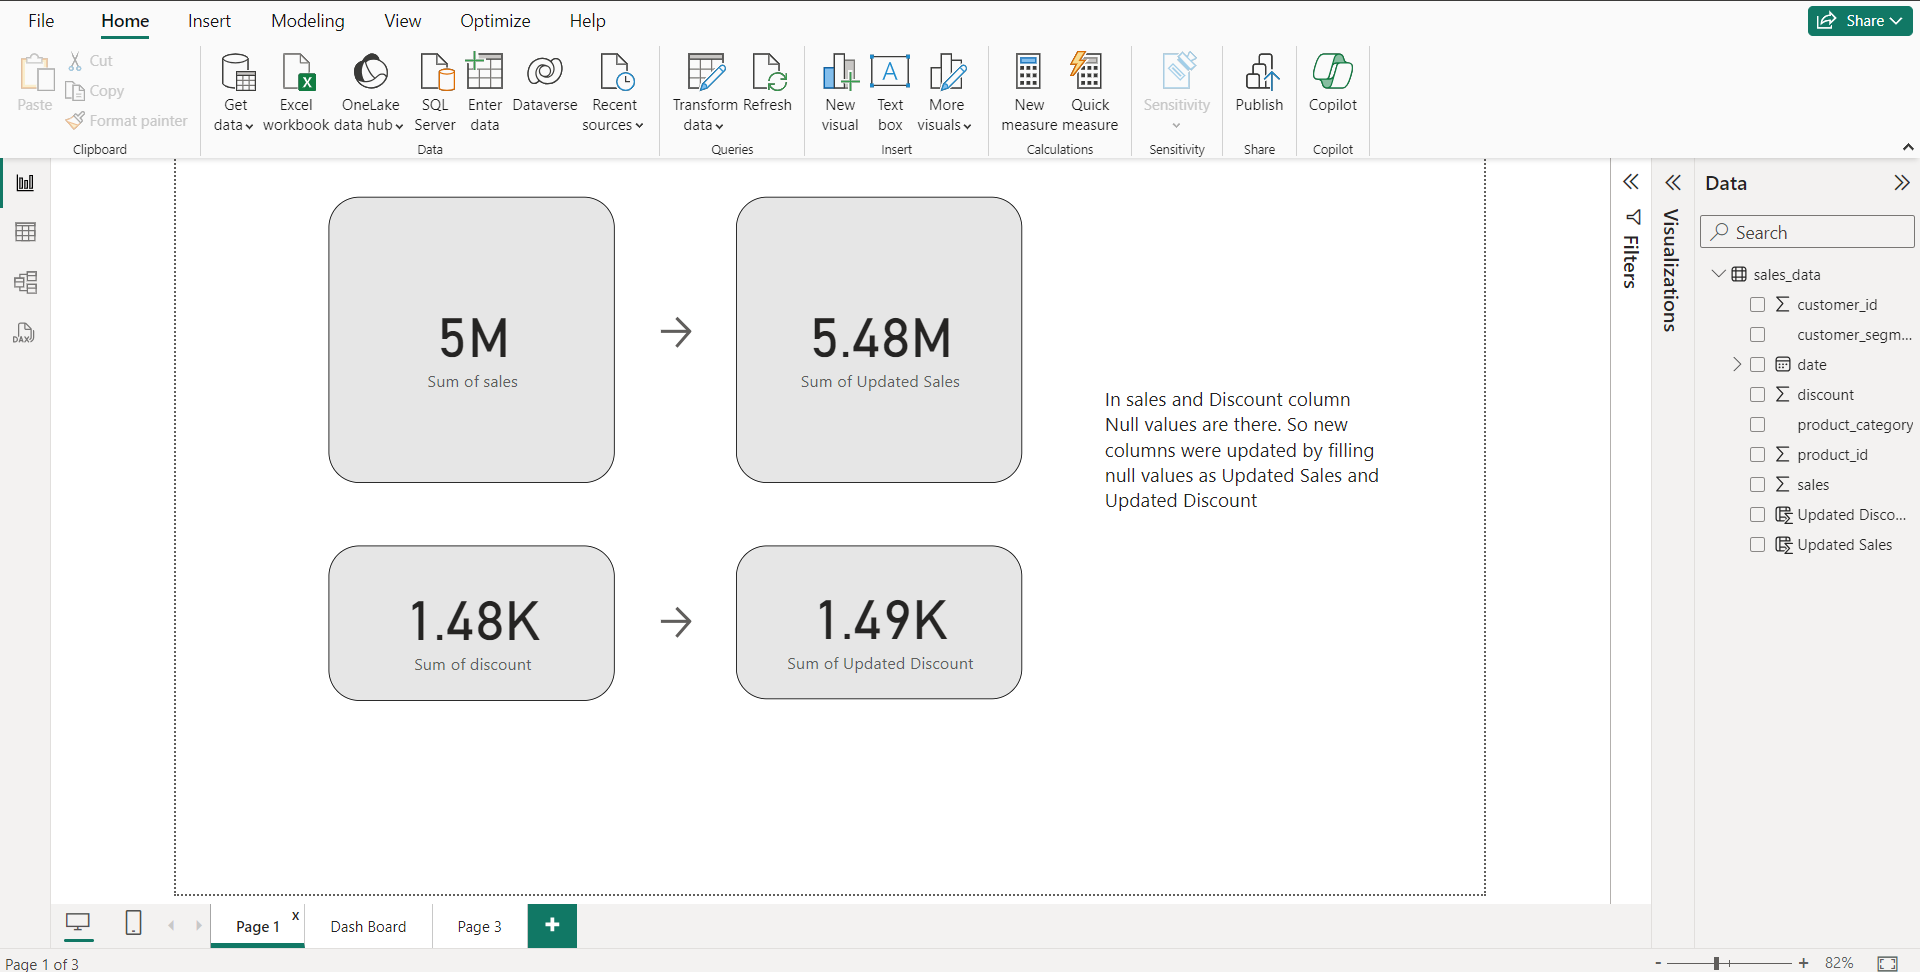 File Home Insert Modeling View Optimize Help Share
Paste
Cut
Copy
Format painter
Clipboard
Get data
Excel workbook
OneLake data hub
SQL Server
Enter data
Dataverse
Recent sources
Data
Transform data
Refresh
Queries
New visual
Text box
More visuals
Insert
New measure
Quick measure
Calculations
Sensitivity
Sensitivity
Publish
Share
Copilot
Copilot
DAX
5M
Sum of sales
5.48M
Sum of Updated Sales
1.48K
Sum of discount
1.49K
Sum of Updated Discount
In sales and Discount column
Null values are there. So new
columns were updated by filling
null values as Updated Sales and
Updated Discount
Filters
Visualizations
Data
Search
sales_data
customer_id
customer_segm...
date
discount
product_category
product_id
sales
Updated Disco...
Updated Sales
Page 1 x
Dash Board
Page 3
+
Page 1 of 3
- + 82%